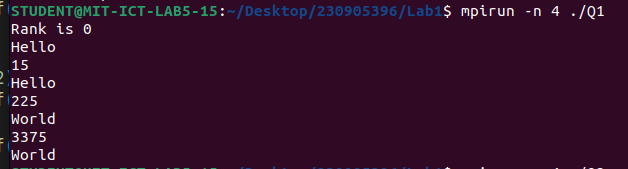 STUDENT@MIT-ICT-LAB5-15:~/Desktop/230905396/Lab1$ mpirun -n 4 ./Q1
Rank is 0
Hello
15
Hello
225
World
3375
World